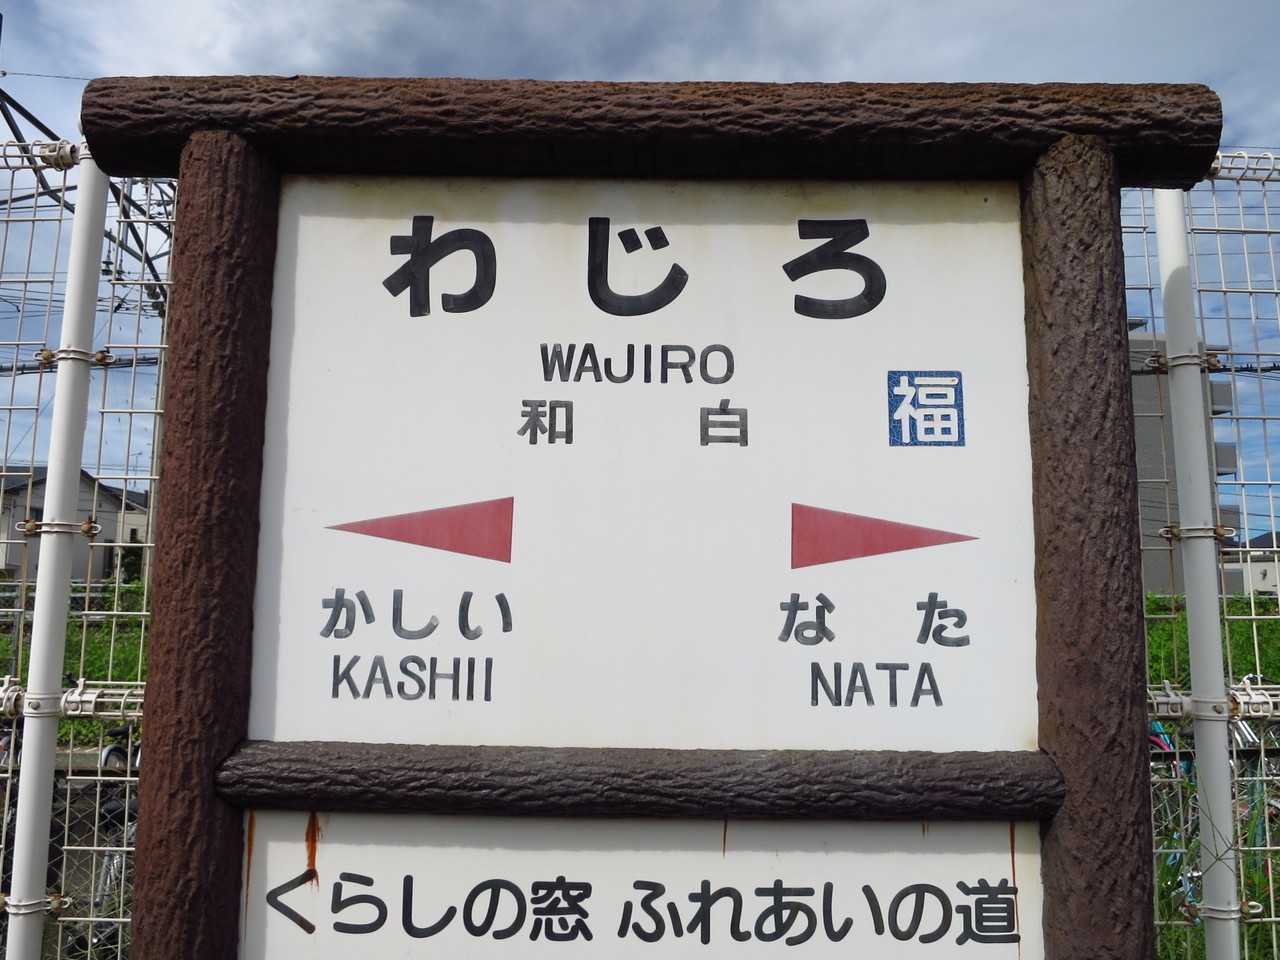 わじろ
WAJIRO
和白 福
かしい なた
KASHII NATA
くらしの窓 ふれあいの道